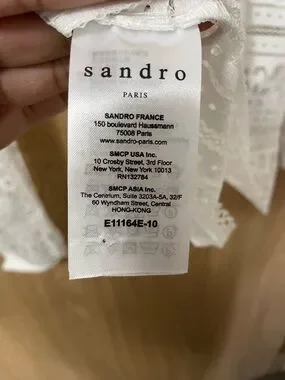 sandro
PARIS
SANDRO FRANCE
150 boulevard Haussmann
75008 Paris
www.sandro-paris.com
SMCP USA Inc.
10 Crosby Street, 3rd Floor
New York, New York 10013
RN132784
SMCP ASIA Inc.
The Centrium, Suite 3203A-5A, 32/F
60 Wyndham Street, Central
HONG-KONG
E11164E-10